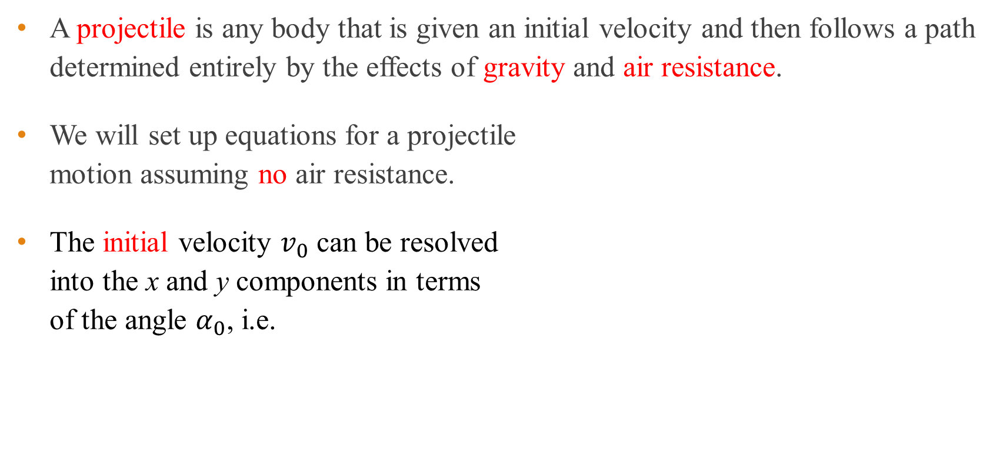 • A projectile is any body that is given an initial velocity and then follows a path
determined entirely by the effects of gravity and air resistance.
• We will set up equations for a projectile
motion assuming no air resistance.
• The initial velocity 𝑣₀ can be resolved
into the x and y components in terms
of the angle 𝛼₀, i.e.